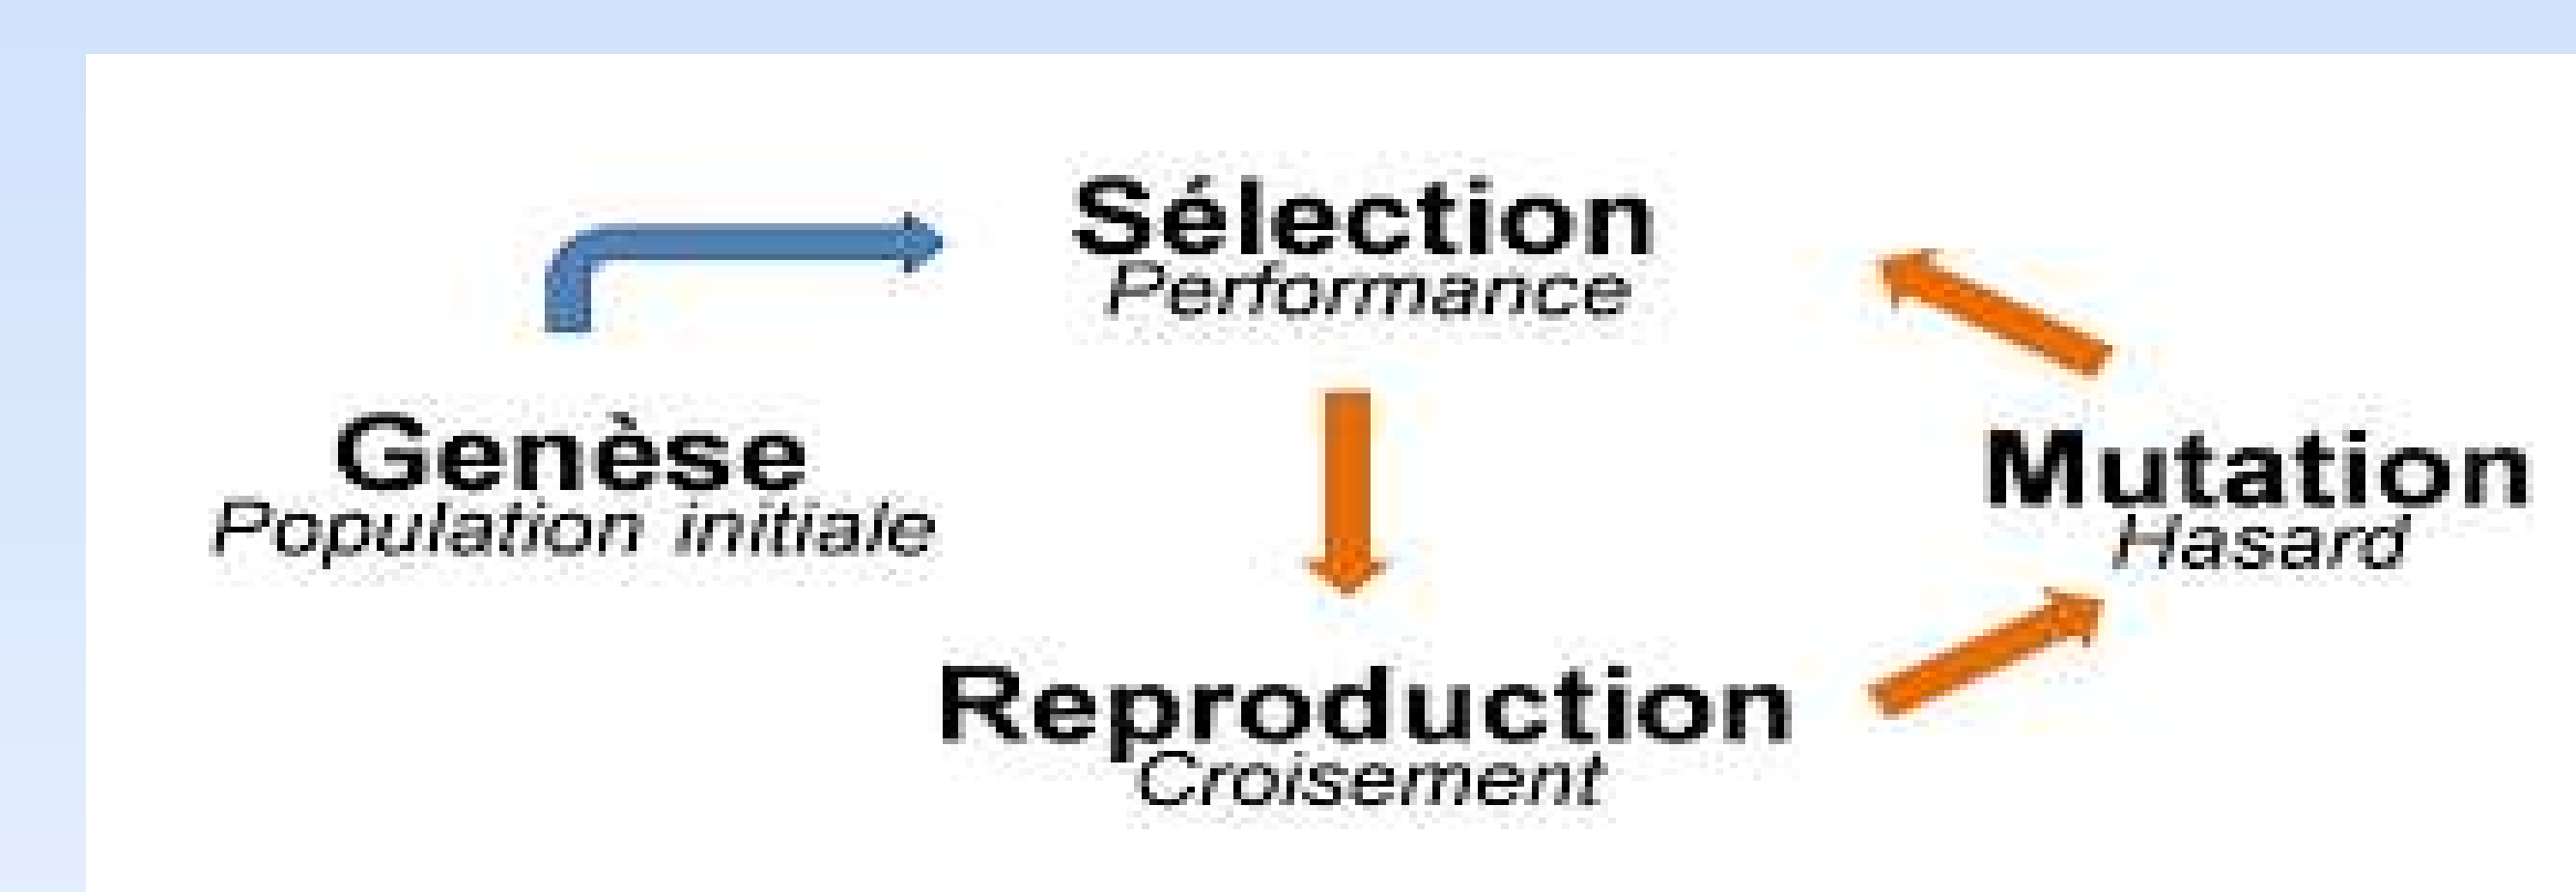 Sélection
Performance
Genèse
Population initiale
Mutation
Hasard
Reproduction
Croisement